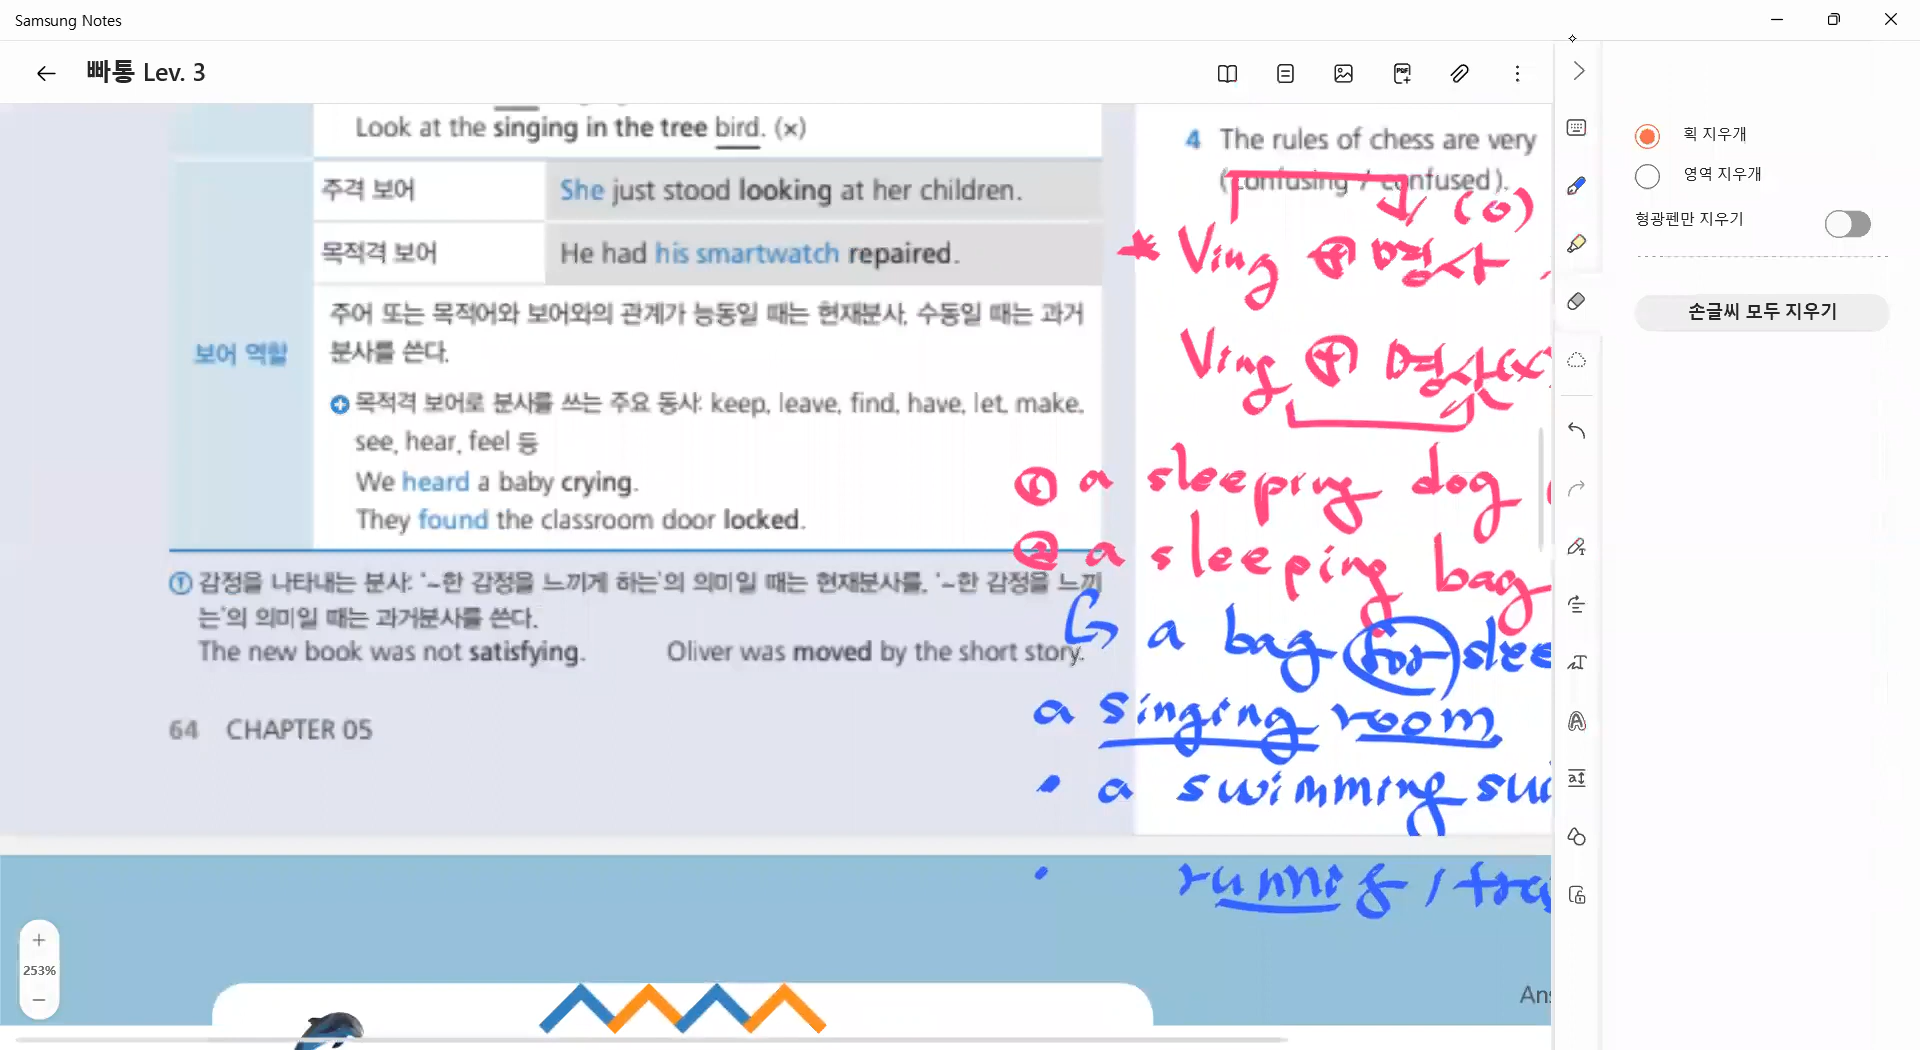 Samsung Notes
빠통 Lev. 3
Look at the singing in the tree bird. (×)
주격 보어
She just stood looking at her children.
목적격 보어
He had his smartwatch repaired.
보어 역할
주어 또는 목적어와 보어와의 관계가 능동일 때는 현재분사, 수동일 때는 과거
분사를 쓴다.
목적격 보어로 분사를 쓰는 주요 동사: keep, leave, find, have, let, make,
see, hear, feel 등
We heard a baby crying.
They found the classroom door locked.
① 감정을 나타내는 분사: '~한 감정을 느끼게 하는'의 의미일 때는 현재분사를, '~한 감정을 느끼
는'의 의미일 때는 과거분사를 쓴다.
The new book was not satisfying. Oliver was moved by the short story.
64 CHAPTER 05
4 The rules of chess are very
(confusing / confused).
(o)
★ Ving ⊕ 명사
Ving ⊕ 명사(x)
① a sleeping dog
② a sleeping bag
↳ a bag for slee
a singing room
• a swimming sui
• running / tra
Ans
253%
획 지우개
영역 지우개
형광펜만 지우기
손글씨 모두 지우기